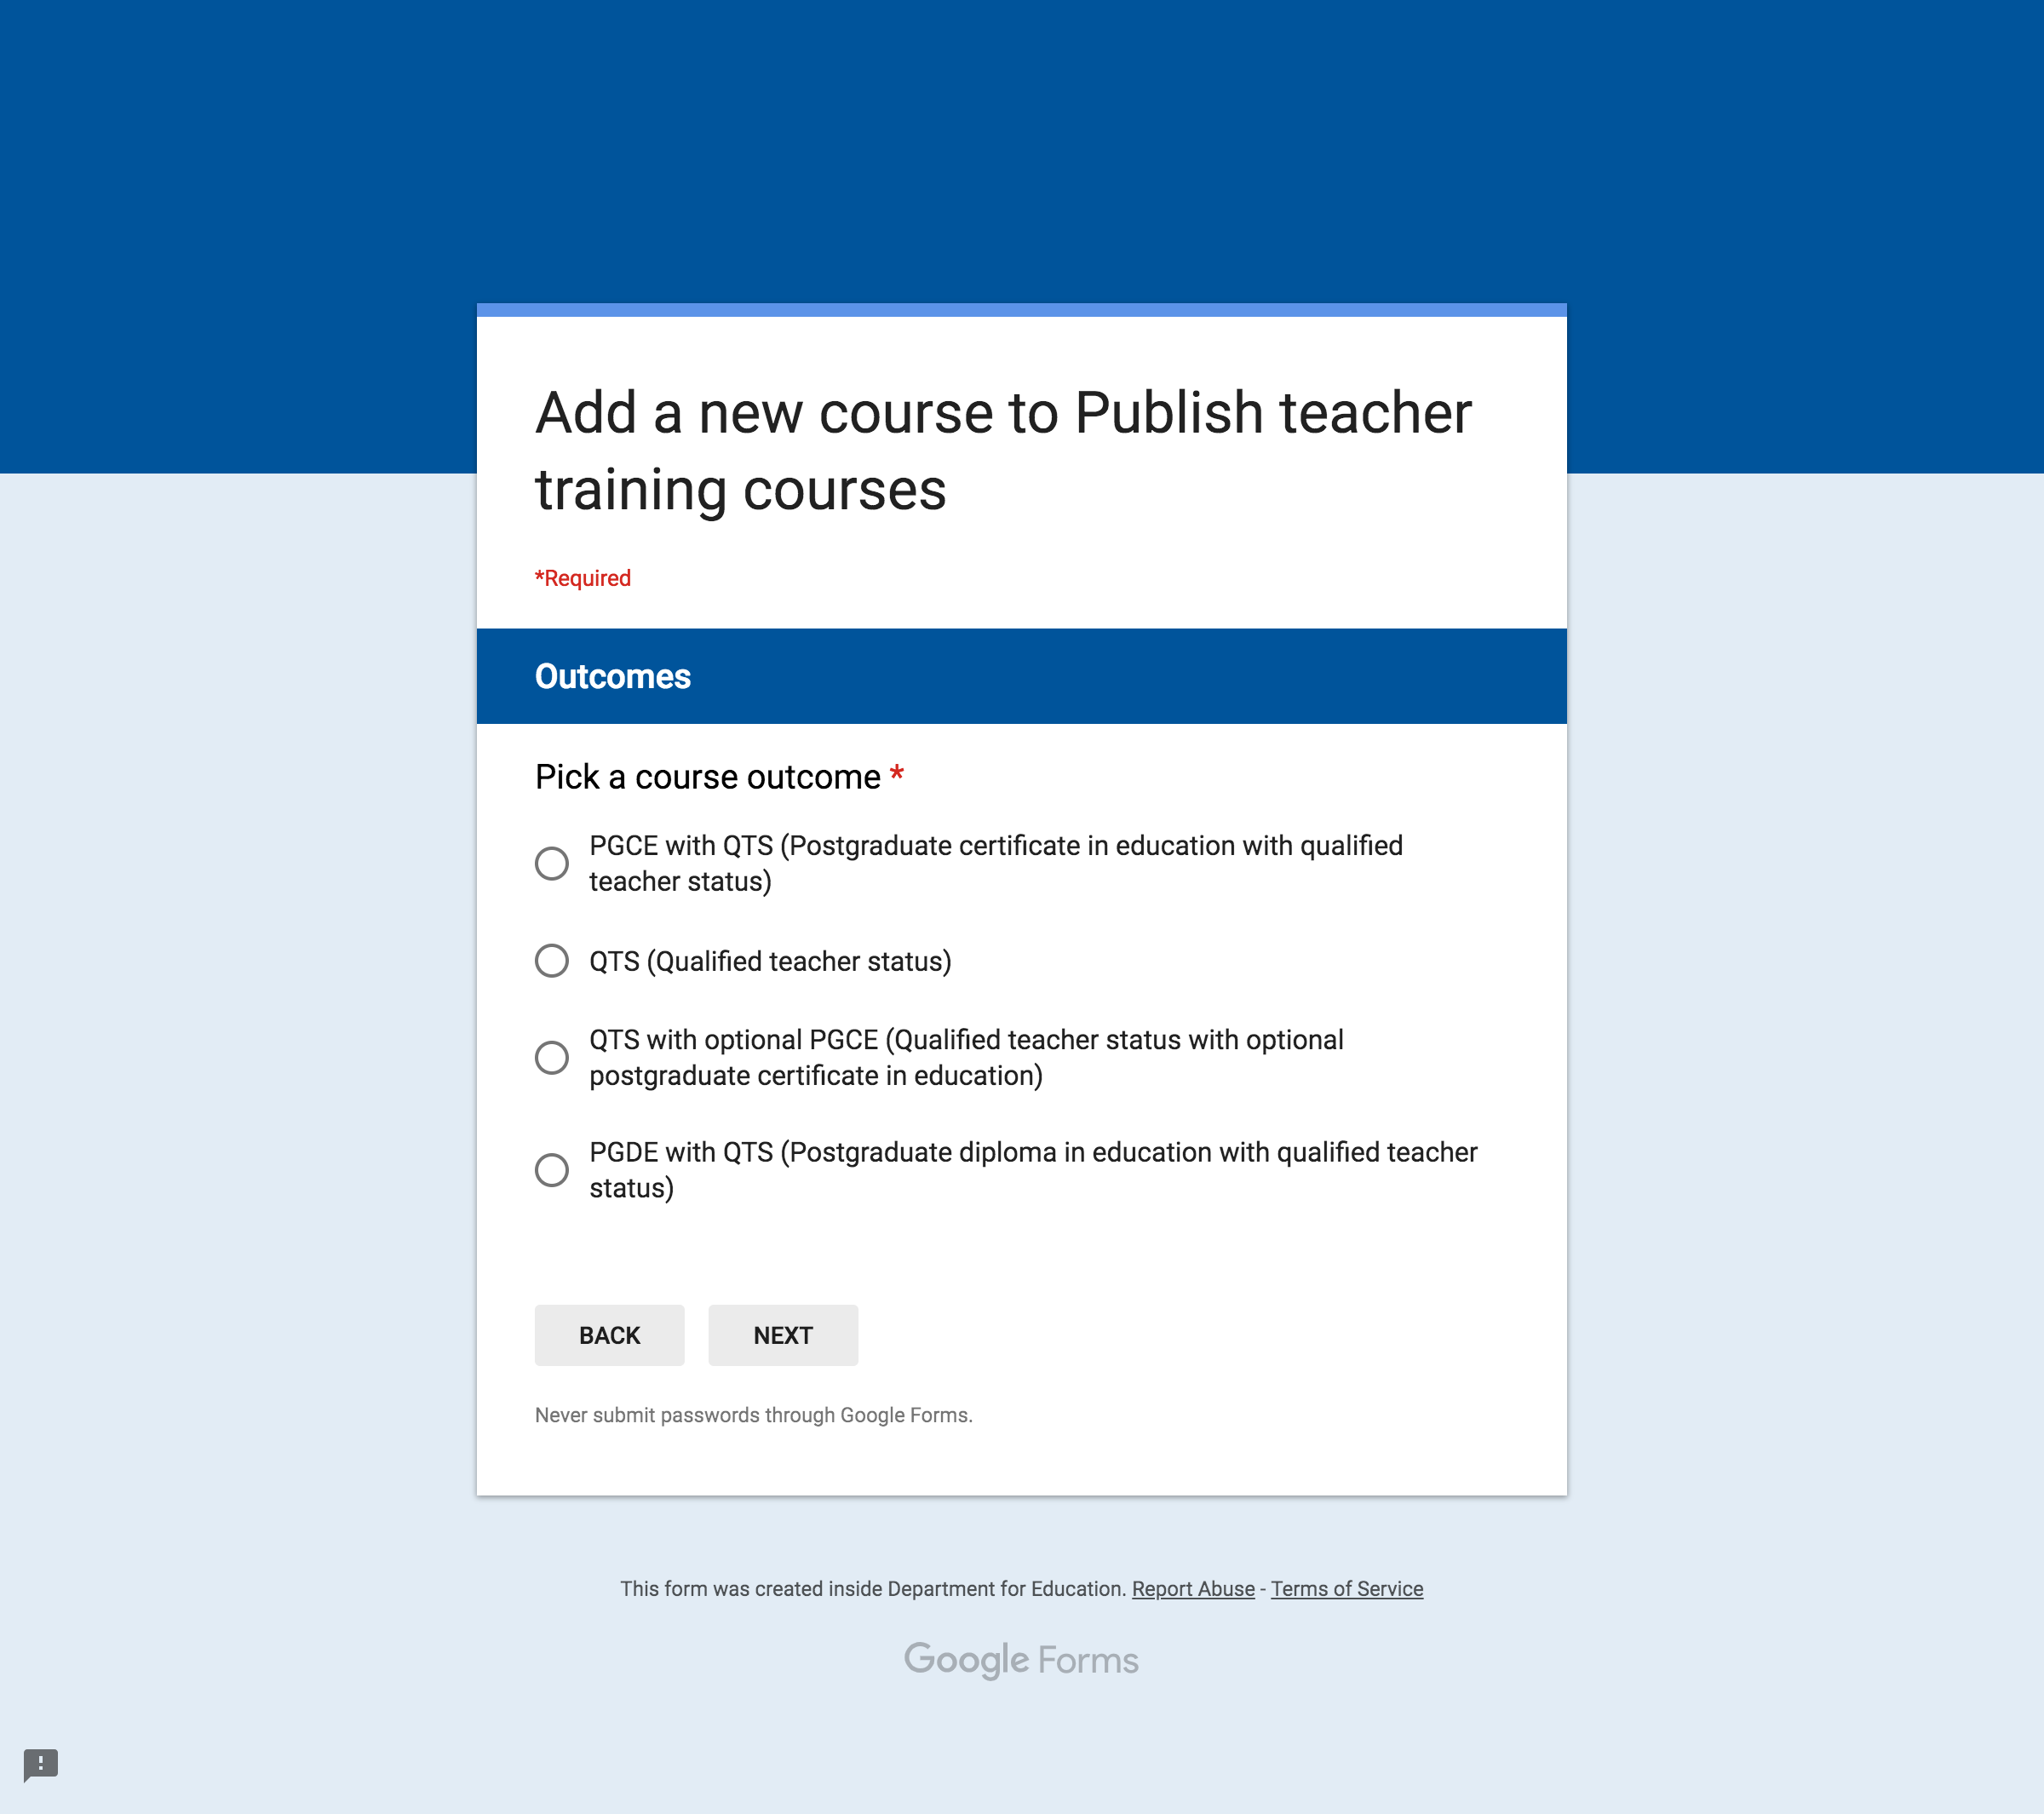 Add a new course to Publish teacher
training courses
*Required
Outcomes
Pick a course outcome *
PGCE with QTS (Postgraduate certificate in education with qualified
teacher status)
QTS (Qualified teacher status)
QTS with optional PGCE (Qualified teacher status with optional
postgraduate certificate in education)
PGDE with QTS (Postgraduate diploma in education with qualified teacher
status)
BACK NEXT
Never submit passwords through Google Forms.
This form was created inside Department for Education. Report Abuse - Terms of Service
Google Forms